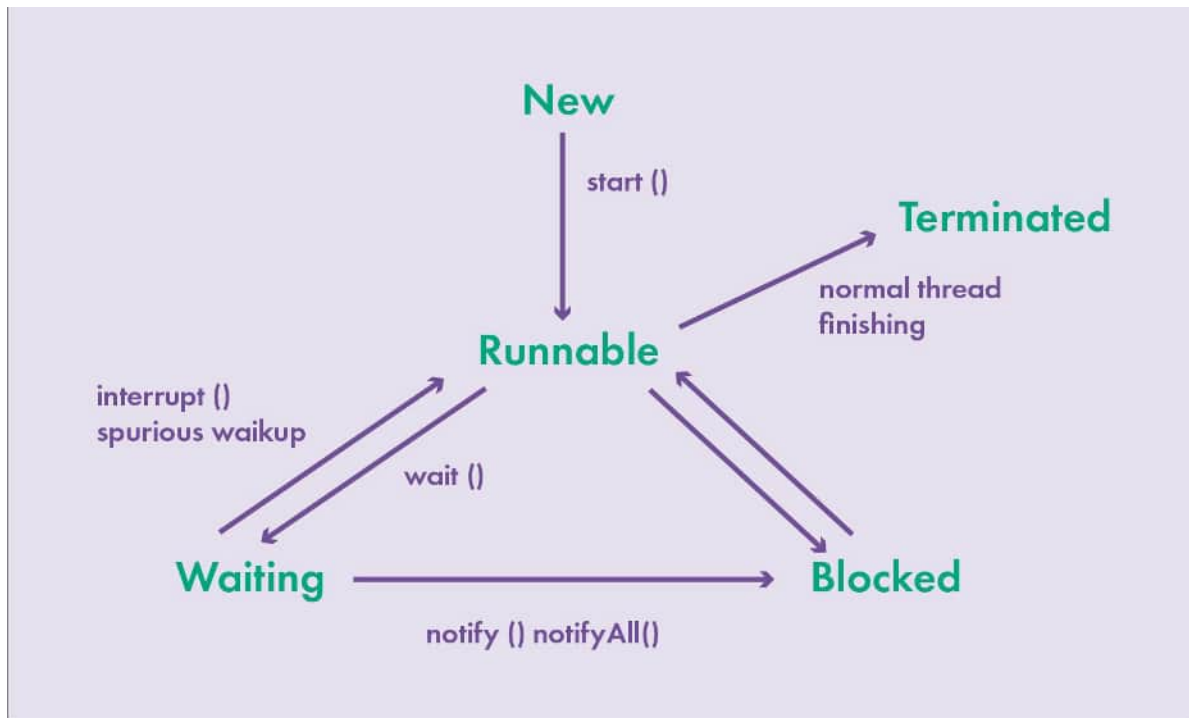 New
start ()
Terminated
normal thread
finishing
Runnable
interrupt ()
spurious waikup
wait ()
Waiting
Blocked
notify () notifyAll()